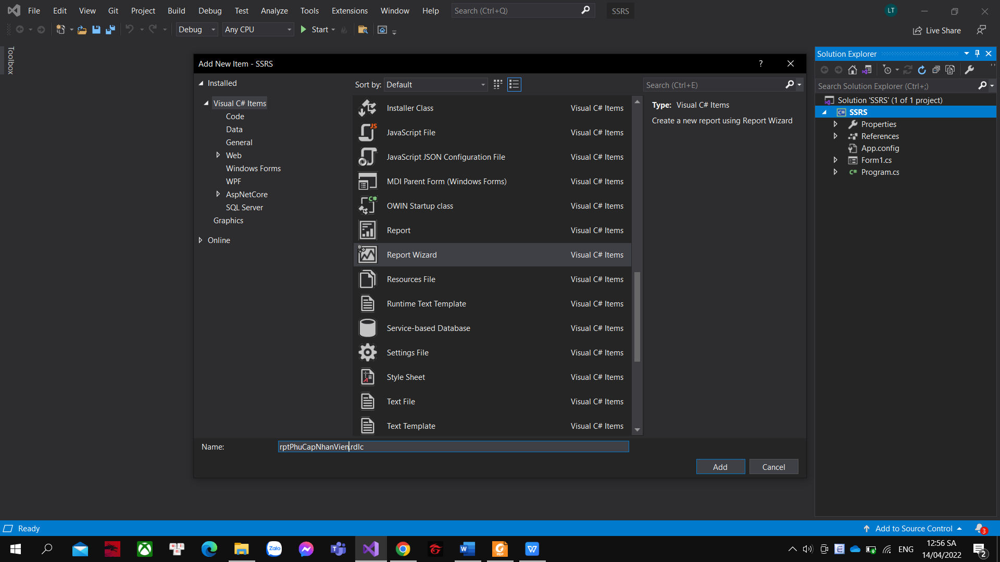 File Edit View Git Project Build Debug Test Analyze Tools Extensions Window Help Search (Ctrl+Q) SSRS LT
Debug Any CPU Start Live Share
Toolbox
Add New Item - SSRS ?
Installed
Visual C# Items
Code
Data
General
Web
Windows Forms
WPF
AspNetCore
SQL Server
Graphics
Online
Sort by: Default
Installer Class Visual C# Items
JavaScript File Visual C# Items
JavaScript JSON Configuration File Visual C# Items
MDI Parent Form (Windows Forms) Visual C# Items
OWIN Startup class Visual C# Items
Report Visual C# Items
Report Wizard Visual C# Items
Resources File Visual C# Items
Runtime Text Template Visual C# Items
Service-based Database Visual C# Items
Settings File Visual C# Items
Style Sheet Visual C# Items
Text File Visual C# Items
Text Template Visual C# Items
Search (Ctrl+E)
Type: Visual C# Items
Create a new report using Report Wizard
Name: rptPhuCapNhanVien.rdlc
Add Cancel
Solution Explorer
Search Solution Explorer (Ctrl+;)
Solution 'SSRS' (1 of 1 project)
C# SSRS
Properties
References
App.config
Form1.cs
C# Program.cs
Ready Add to Source Control 3
Zalo ENG 12:56 SA
14/04/2022 2